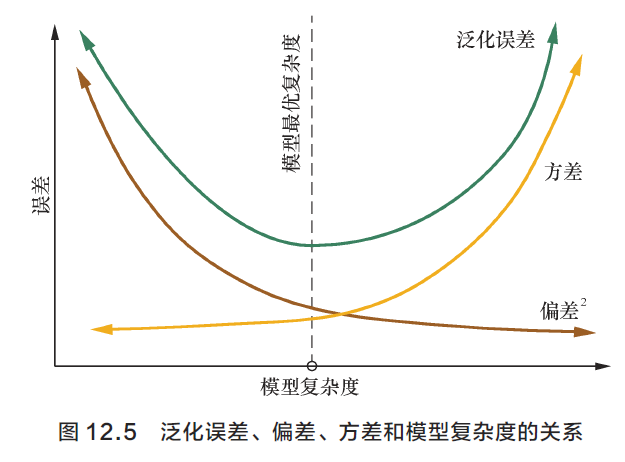 泛化误差
模型最优复杂度
误差
方差
偏差²
模型复杂度
图 12.5 泛化误差、偏差、方差和模型复杂度的关系